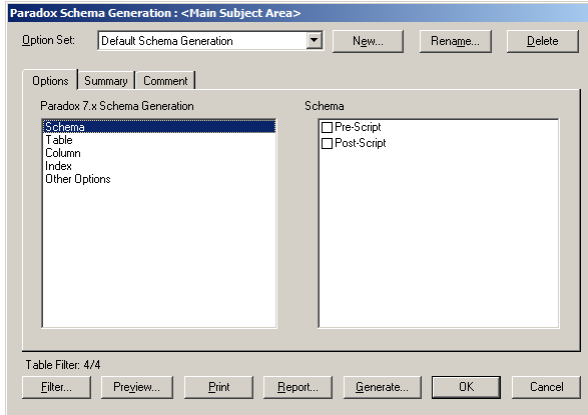 Paradox Schema Generation : <Main Subject Area>
Option Set: Default Schema Generation New... Rename... Delete
Options Summary Comment
Paradox 7.x Schema Generation Schema
Schema Pre-Script
Table Post-Script
Column
Index
Other Options
Table Filter: 4/4
Filter... Preview... Print Report... Generate... OK Cancel